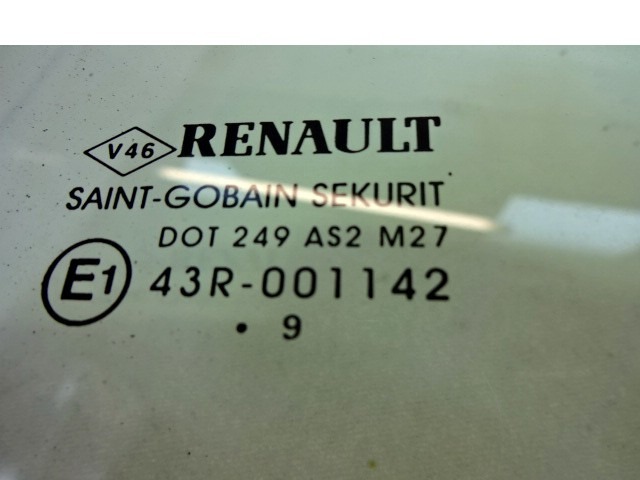 V46 RENAULT
SAINT-GOBAIN SEKURIT
DOT 249 AS2 M27
E1 43R-001142
• 9